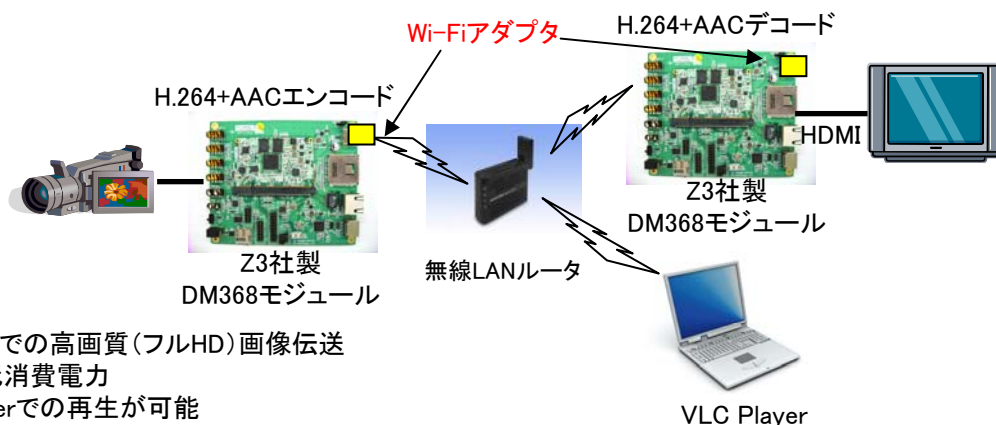 Wi-Fiアダプタ
H.264+AACデコード
H.264+AACエンコード
HDMI
Z3社製
DM368モジュール
無線LANルータ
Z3社製
DM368モジュール
での高画質(フルHD)画像伝送
消費電力
erでの再生が可能
VLC Player